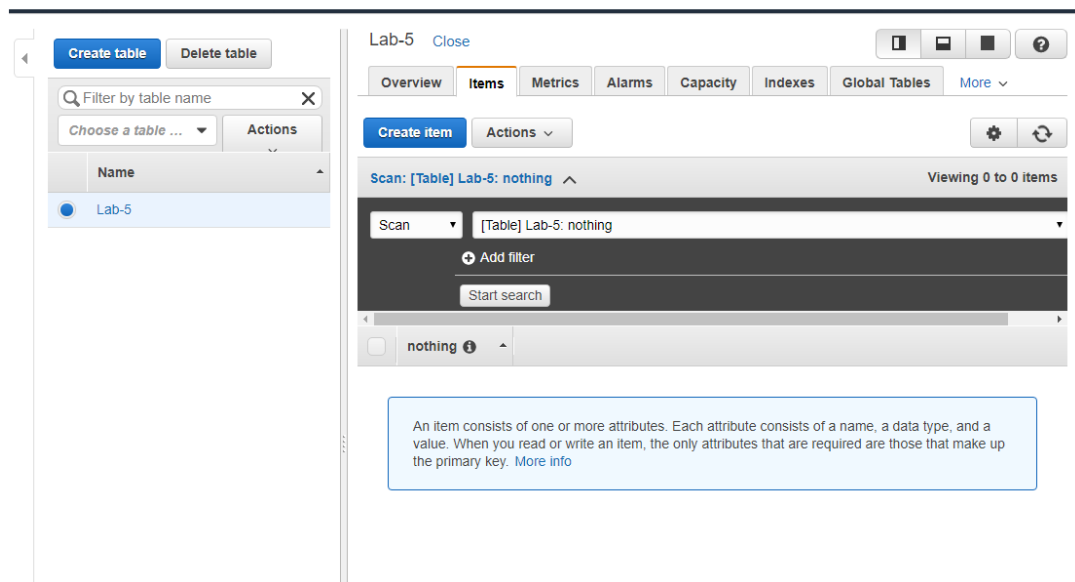 Create table
Delete table
Filter by table name
Choose a table ...
Actions
Name
Lab-5
Lab-5 Close
Overview Items Metrics Alarms Capacity Indexes Global Tables More
Create item Actions
Scan: [Table] Lab-5: nothing
Viewing 0 to 0 items
Scan [Table] Lab-5: nothing
Add filter
Start search
nothing
An item consists of one or more attributes. Each attribute consists of a name, a data type, and a
value. When you read or write an item, the only attributes that are required are those that make up
the primary key. More info